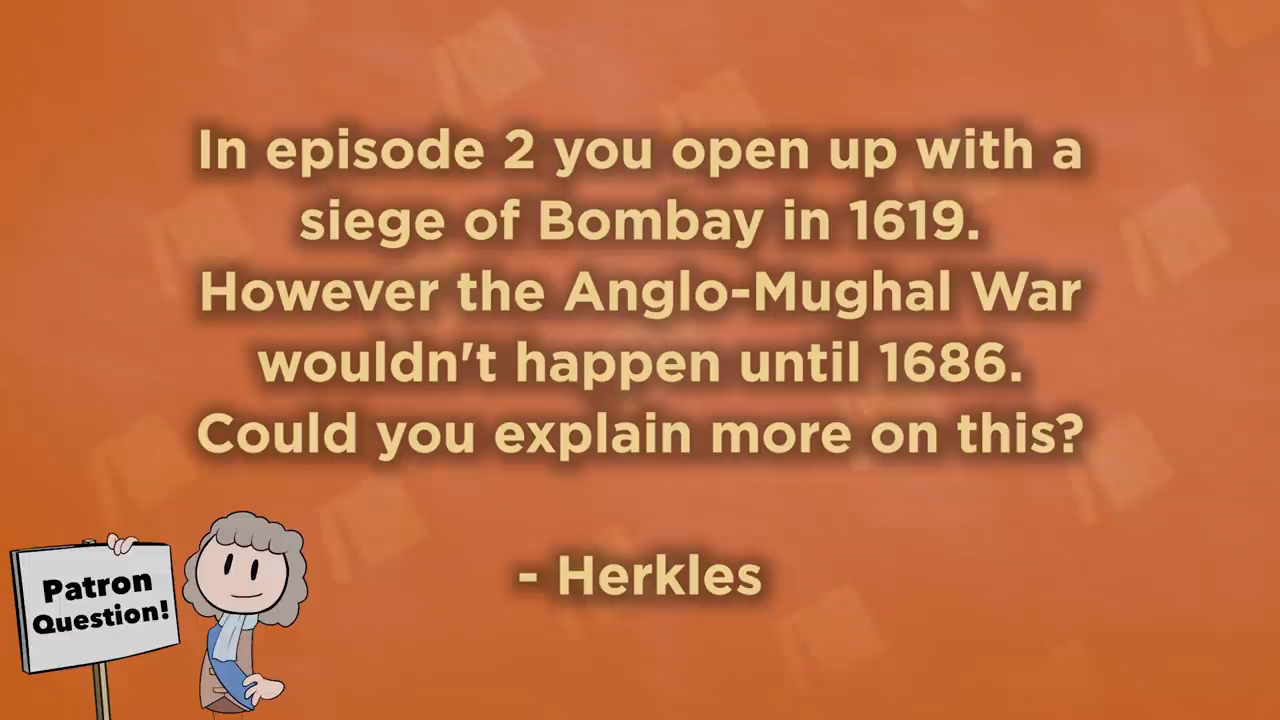 In episode 2 you open up with a
siege of Bombay in 1619.
However the Anglo-Mughal War
wouldn't happen until 1686.
Could you explain more on this?
- Herkles
Patron
Question!